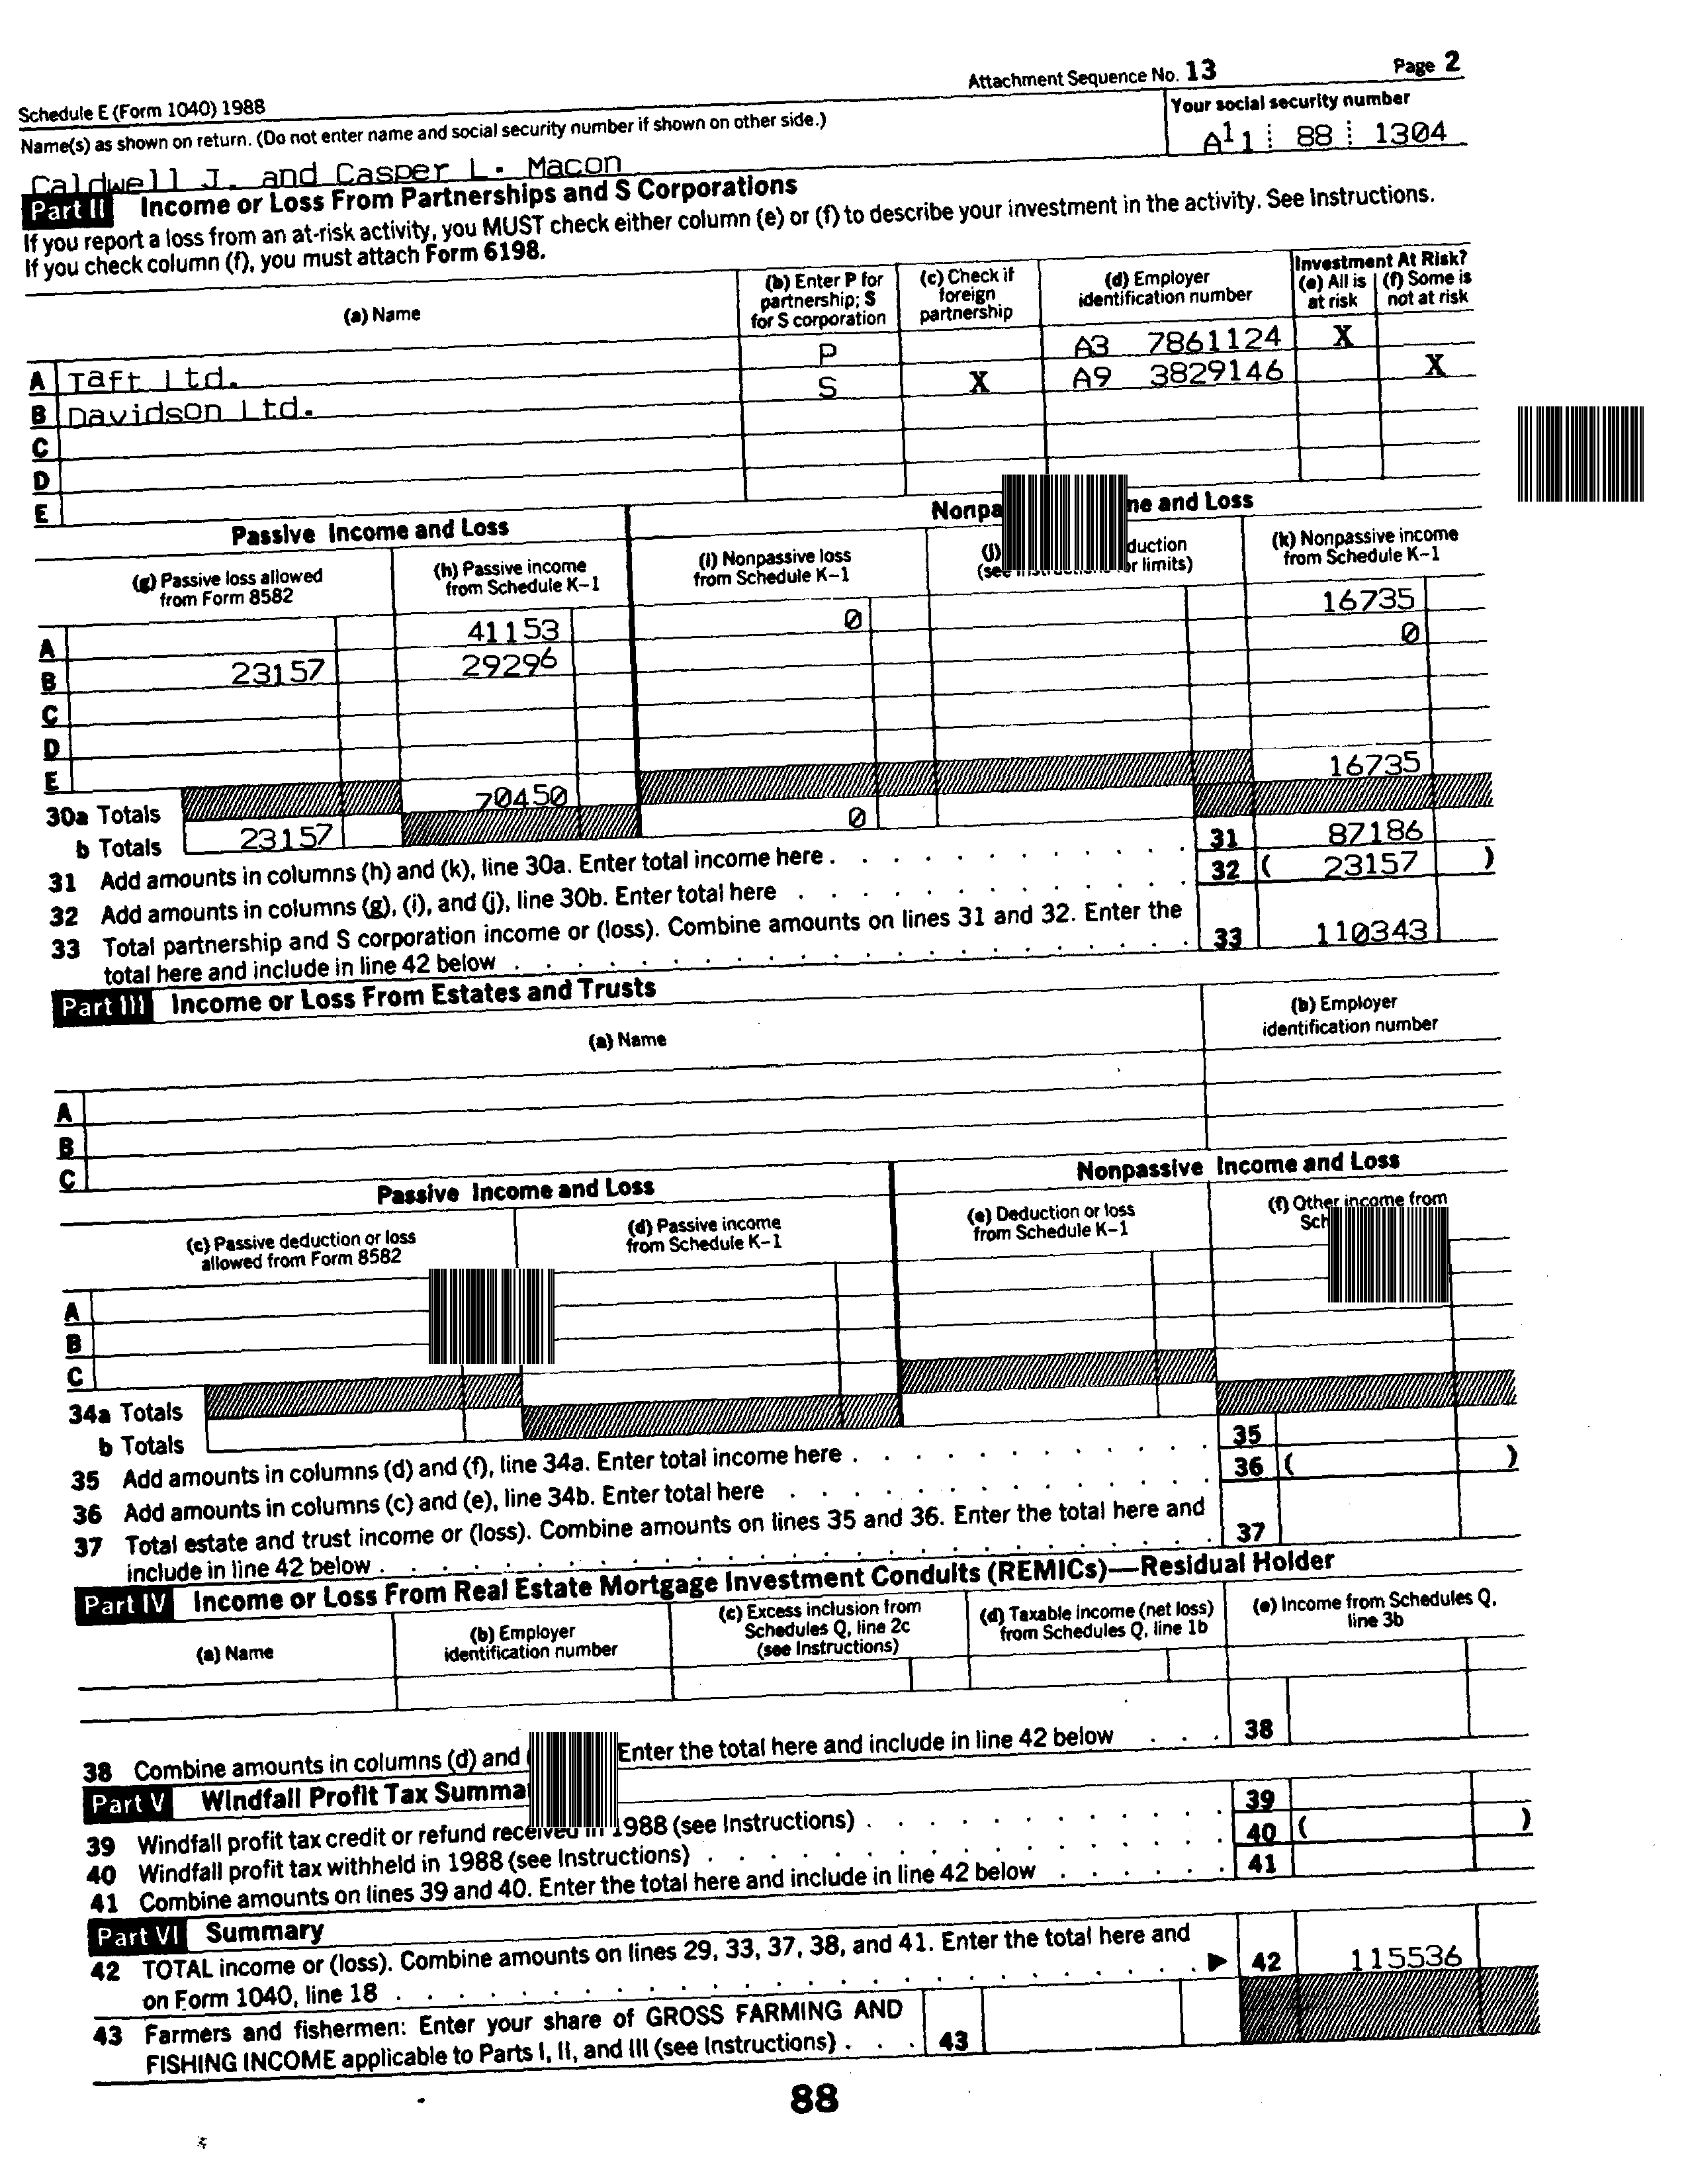 Schedule E (Form 1040) 1988 Attachment Sequence No. 13 Page 2
Name(s) as shown on return. (Do not enter name and social security number if shown on other side.) Your social security number
Caldwell J. and Casper L. Macon A11 88 1304
Part II Income or Loss From Partnerships and S Corporations
If you report a loss from an at-risk activity, you MUST check either column (e) or (f) to describe your investment in the activity. See Instructions.
If you check column (f), you must attach Form 6198.
(a) Name
(b) Enter P for partnership; S for S corporation
(c) Check if foreign partnership
(d) Employer identification number
Investment At Risk?
(e) All is at risk
(f) Some is not at risk
A Taft Ltd. P A3 7861124 X
B Davidson Ltd. S X A9 3829146 X
C
D
E
Passive Income and Loss
Nonpa ne and Loss
(g) Passive loss allowed from Form 8582
(h) Passive income from Schedule K-1
(i) Nonpassive loss from Schedule K-1
(j) duction (see or limits)
(k) Nonpassive income from Schedule K-1
A 41153 0 16735
B 23157 29296 0
C
D
E
30a Totals 70450 16735
b Totals 23157 0
31 Add amounts in columns (h) and (k), line 30a. Enter total income here 31 87186
32 Add amounts in columns (g), (i), and (j), line 30b. Enter total here 32 ( 23157 )
33 Total partnership and S corporation income or (loss). Combine amounts on lines 31 and 32. Enter the
total here and include in line 42 below 33 110343
Part III Income or Loss From Estates and Trusts
(a) Name
(b) Employer identification number
A
B
C
Passive Income and Loss
Nonpassive Income and Loss
(c) Passive deduction or loss allowed from Form 8582
(d) Passive income from Schedule K-1
(e) Deduction or loss from Schedule K-1
(f) Other income from Sch
A
B
C
34a Totals
b Totals
35 Add amounts in columns (d) and (f), line 34a. Enter total income here 35
36 Add amounts in columns (c) and (e), line 34b. Enter total here 36 ( )
37 Total estate and trust income or (loss). Combine amounts on lines 35 and 36. Enter the total here and
include in line 42 below 37
Part IV Income or Loss From Real Estate Mortgage Investment Conduits (REMICs)—Residual Holder
(a) Name
(b) Employer identification number
(c) Excess inclusion from Schedules Q, line 2c (see Instructions)
(d) Taxable income (net loss) from Schedules Q, line 1b
(e) Income from Schedules Q, line 3b
38 Combine amounts in columns (d) and Enter the total here and include in line 42 below 38
Part V Windfall Profit Tax Summa
39 Windfall profit tax credit or refund received in 1988 (see Instructions) 39
40 Windfall profit tax withheld in 1988 (see Instructions) 40 ( )
41 Combine amounts on lines 39 and 40. Enter the total here and include in line 42 below 41
Part VI Summary
42 TOTAL income or (loss). Combine amounts on lines 29, 33, 37, 38, and 41. Enter the total here and
on Form 1040, line 18 ▶ 42 115536
43 Farmers and fishermen: Enter your share of GROSS FARMING AND
FISHING INCOME applicable to Parts I, II, and III (see Instructions) 43
88